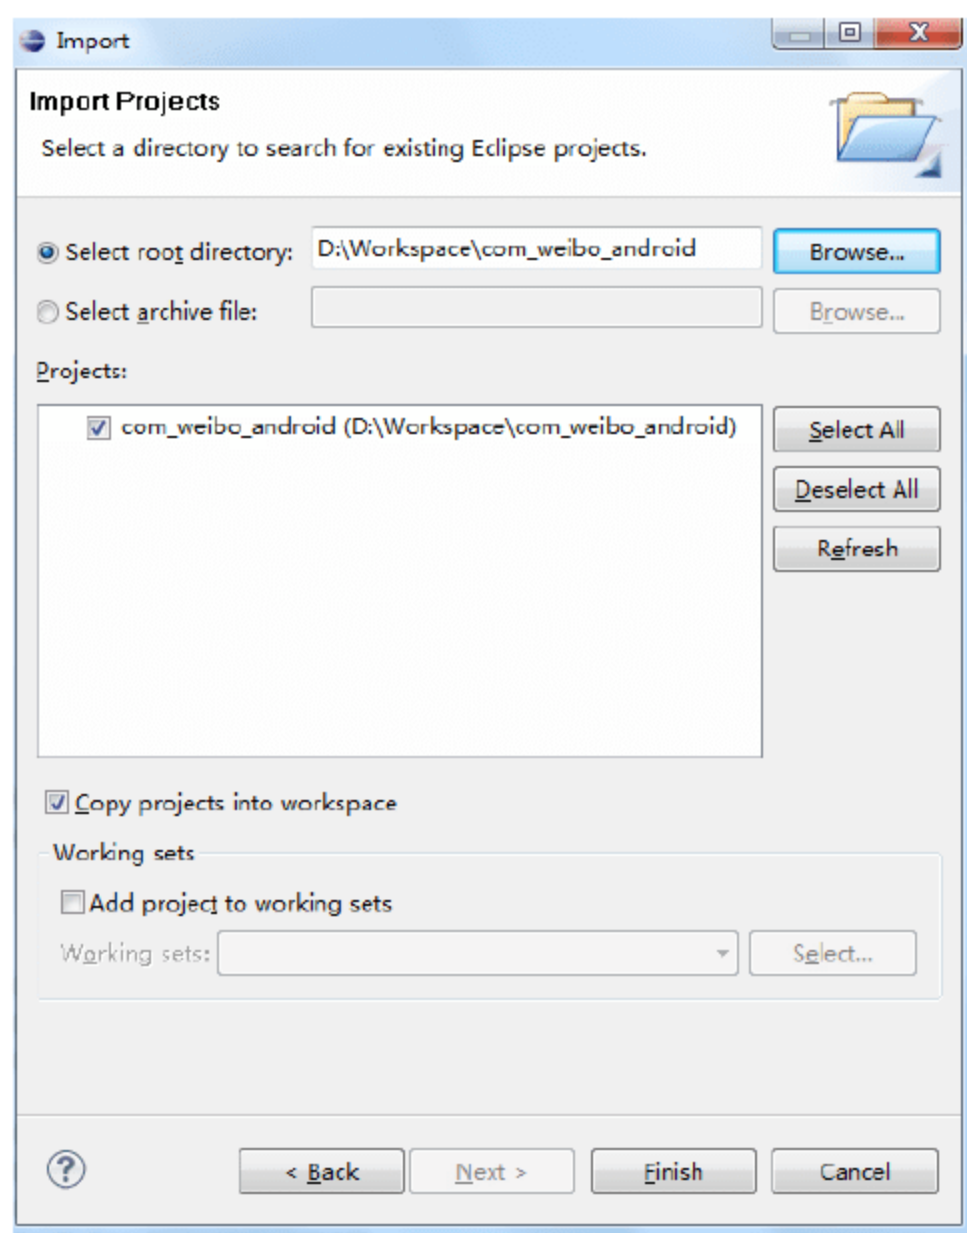 Import
Import Projects
Select a directory to search for existing Eclipse projects.
Select root directory: D:\Workspace\com_weibo_android Browse...
Select archive file: Browse...
Projects:
com_weibo_android (D:\Workspace\com_weibo_android) Select All
Deselect All
Refresh
Copy projects into workspace
Working sets
Add project to working sets
Working sets: Select...
? < Back Next > Finish Cancel